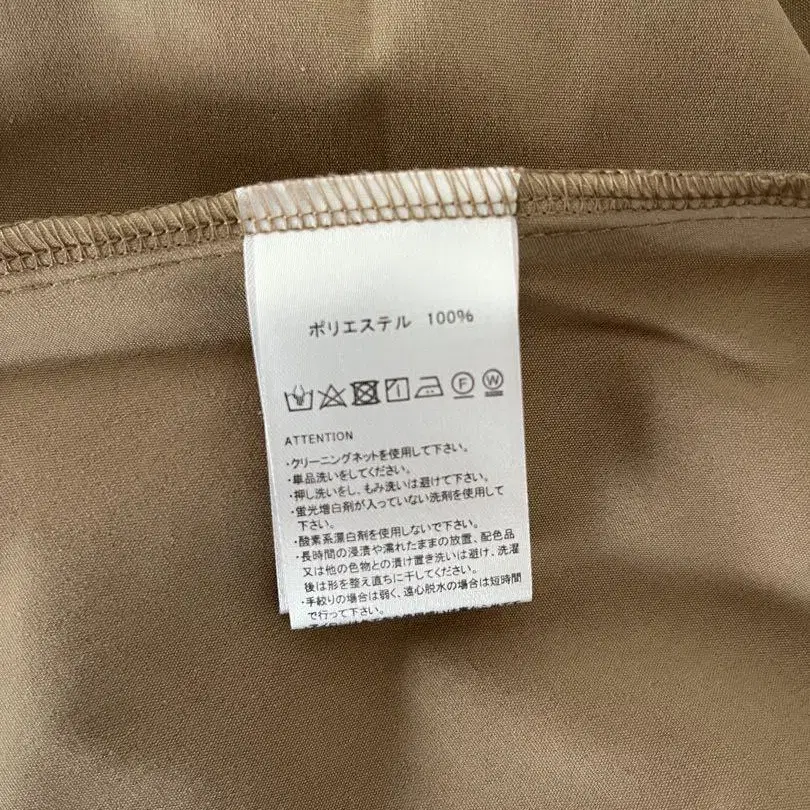 ポリエステル 100%
F W
ATTENTION
・クリーニングネットを使用して下さい。
・単品洗いをしてください。
・押し洗いをし、もみ洗いは避けて下さい。
・蛍光増白剤が入っていない洗剤を使用して
下さい。
・酸素系漂白剤を使用しないで下さい。
・長時間の浸漬や濡れたままの放置、配色品
又は他の色物との漬け置き洗いは避け、洗濯
後は形を整え直ちに干してください。
・手絞りの場合は弱く、遠心脱水の場合は短時間
で行って下さい。